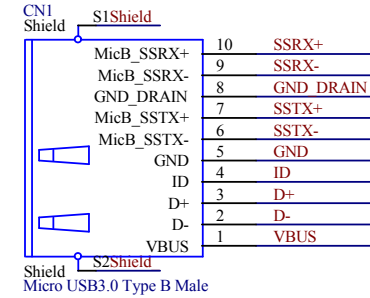 CN1
Shield S1Shield
MicB_SSRX+ 10 SSRX+
MicB_SSRX- 9 SSRX-
GND_DRAIN 8 GND_DRAIN
MicB_SSTX+ 7 SSTX+
MicB_SSTX- 6 SSTX-
GND 5 GND
ID 4 ID
D+ 3 D+
D- 2 D-
VBUS 1 VBUS
Shield S2Shield
Micro USB3.0 Type B Male